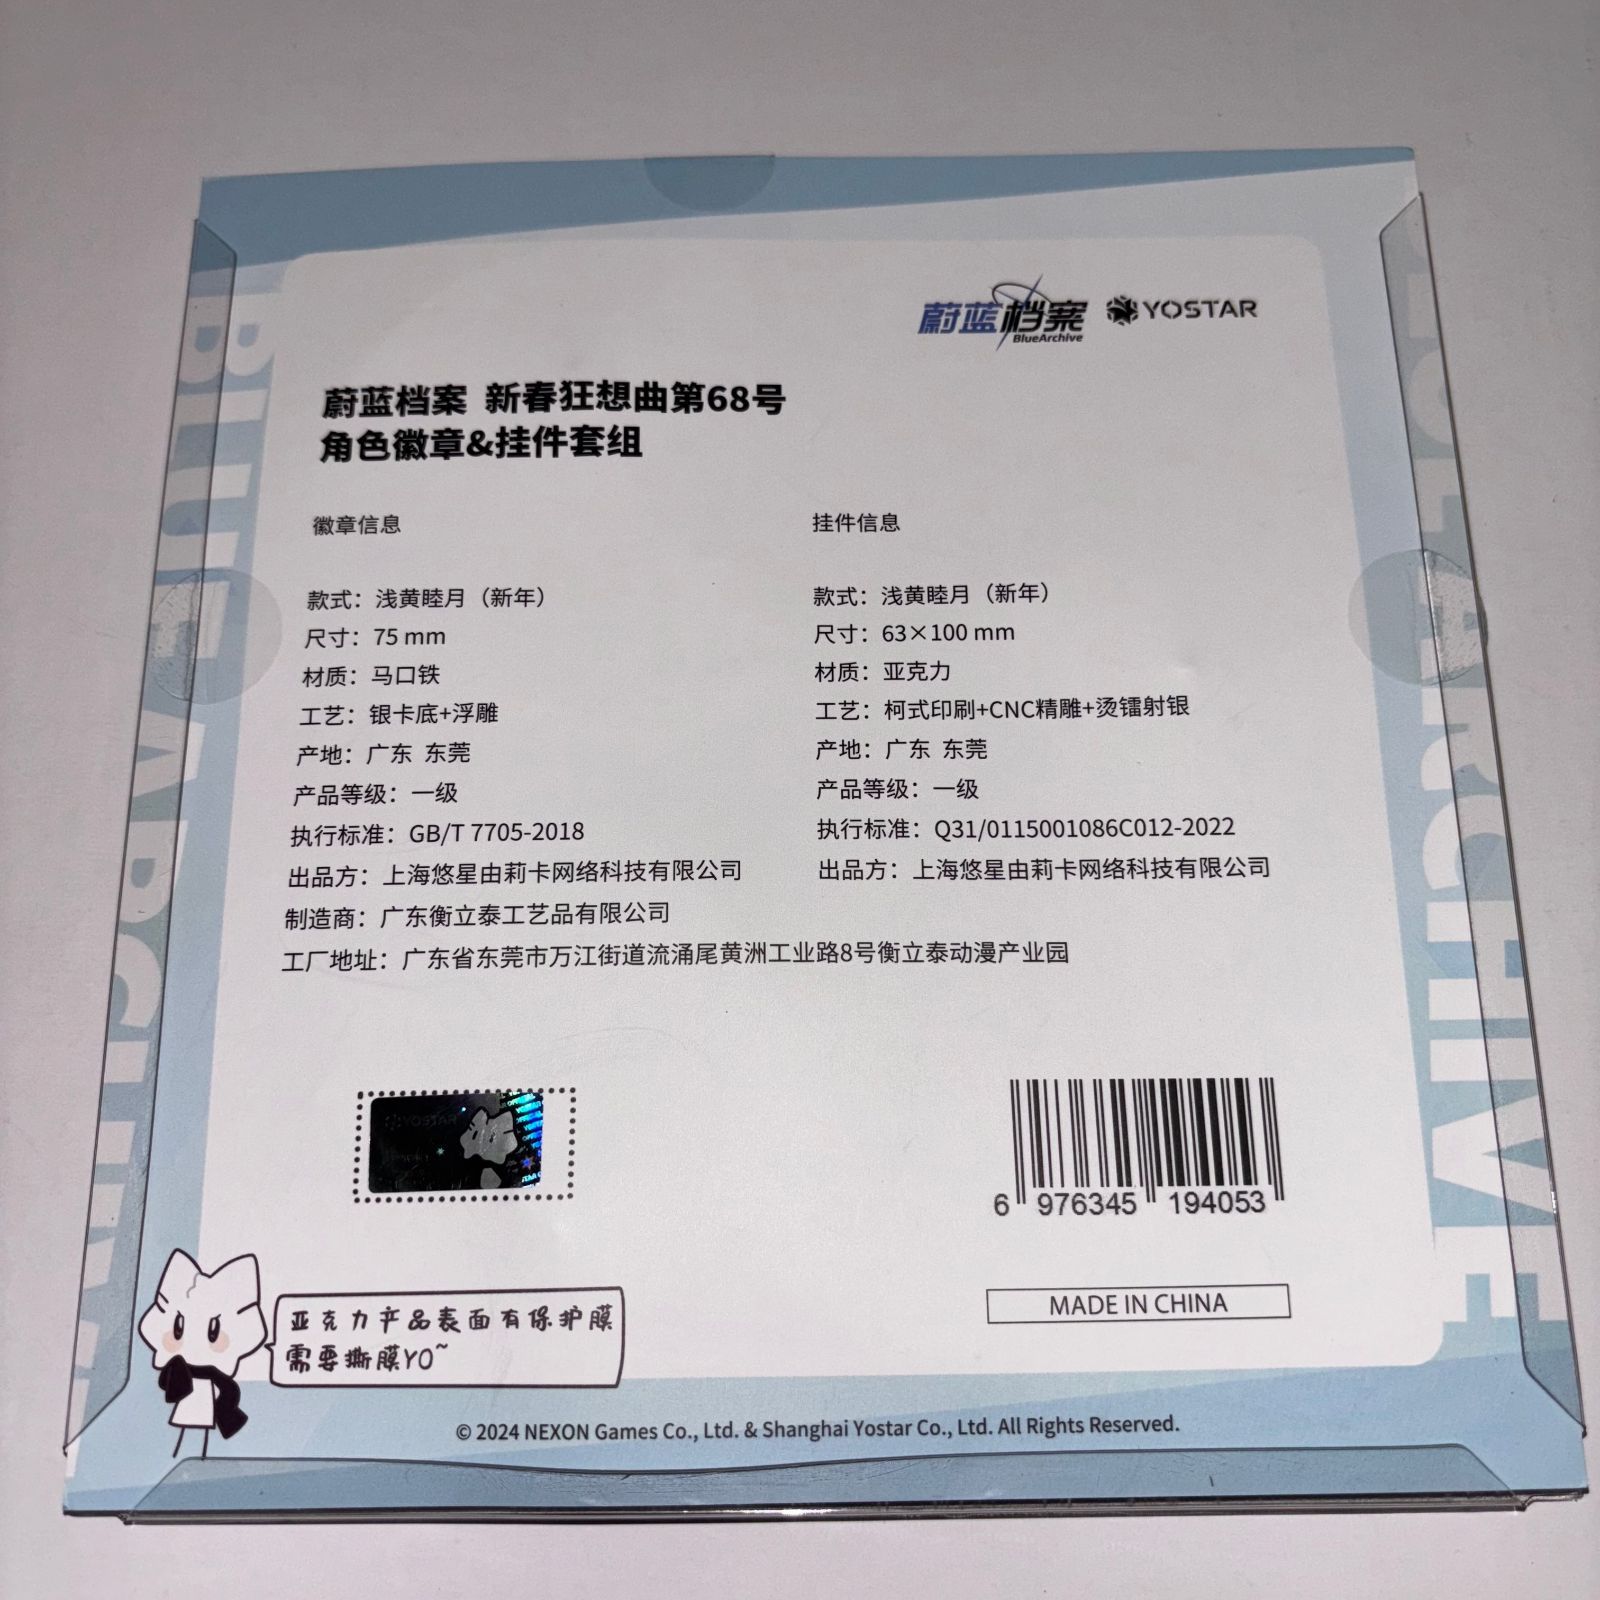 蔚蓝档案
BlueArchive
YOSTAR
蔚蓝档案 新春狂想曲第68号
角色徽章&挂件套组
徽章信息
款式：浅黄睦月（新年）
尺寸：75 mm
材质：马口铁
工艺：银卡底+浮雕
产地：广东 东莞
产品等级：一级
执行标准：GB/T 7705-2018
出品方：上海悠星由莉卡网络科技有限公司
制造商：广东衡立泰工艺品有限公司
工厂地址：广东省东莞市万江街道流涌尾黄洲工业路8号衡立泰动漫产业园
挂件信息
款式：浅黄睦月（新年）
尺寸：63×100 mm
材质：亚克力
工艺：柯式印刷+CNC精雕+烫镭射银
产地：广东 东莞
产品等级：一级
执行标准：Q31/0115001086C012-2022
出品方：上海悠星由莉卡网络科技有限公司
YOSTAR
6 976345 194053
MADE IN CHINA
亚克力产品表面有保护膜
需要撕膜YO~
© 2024 NEXON Games Co., Ltd. & Shanghai Yostar Co., Ltd. All Rights Reserved.
BLUE ARCHIVE
BLUE ARCHIVE